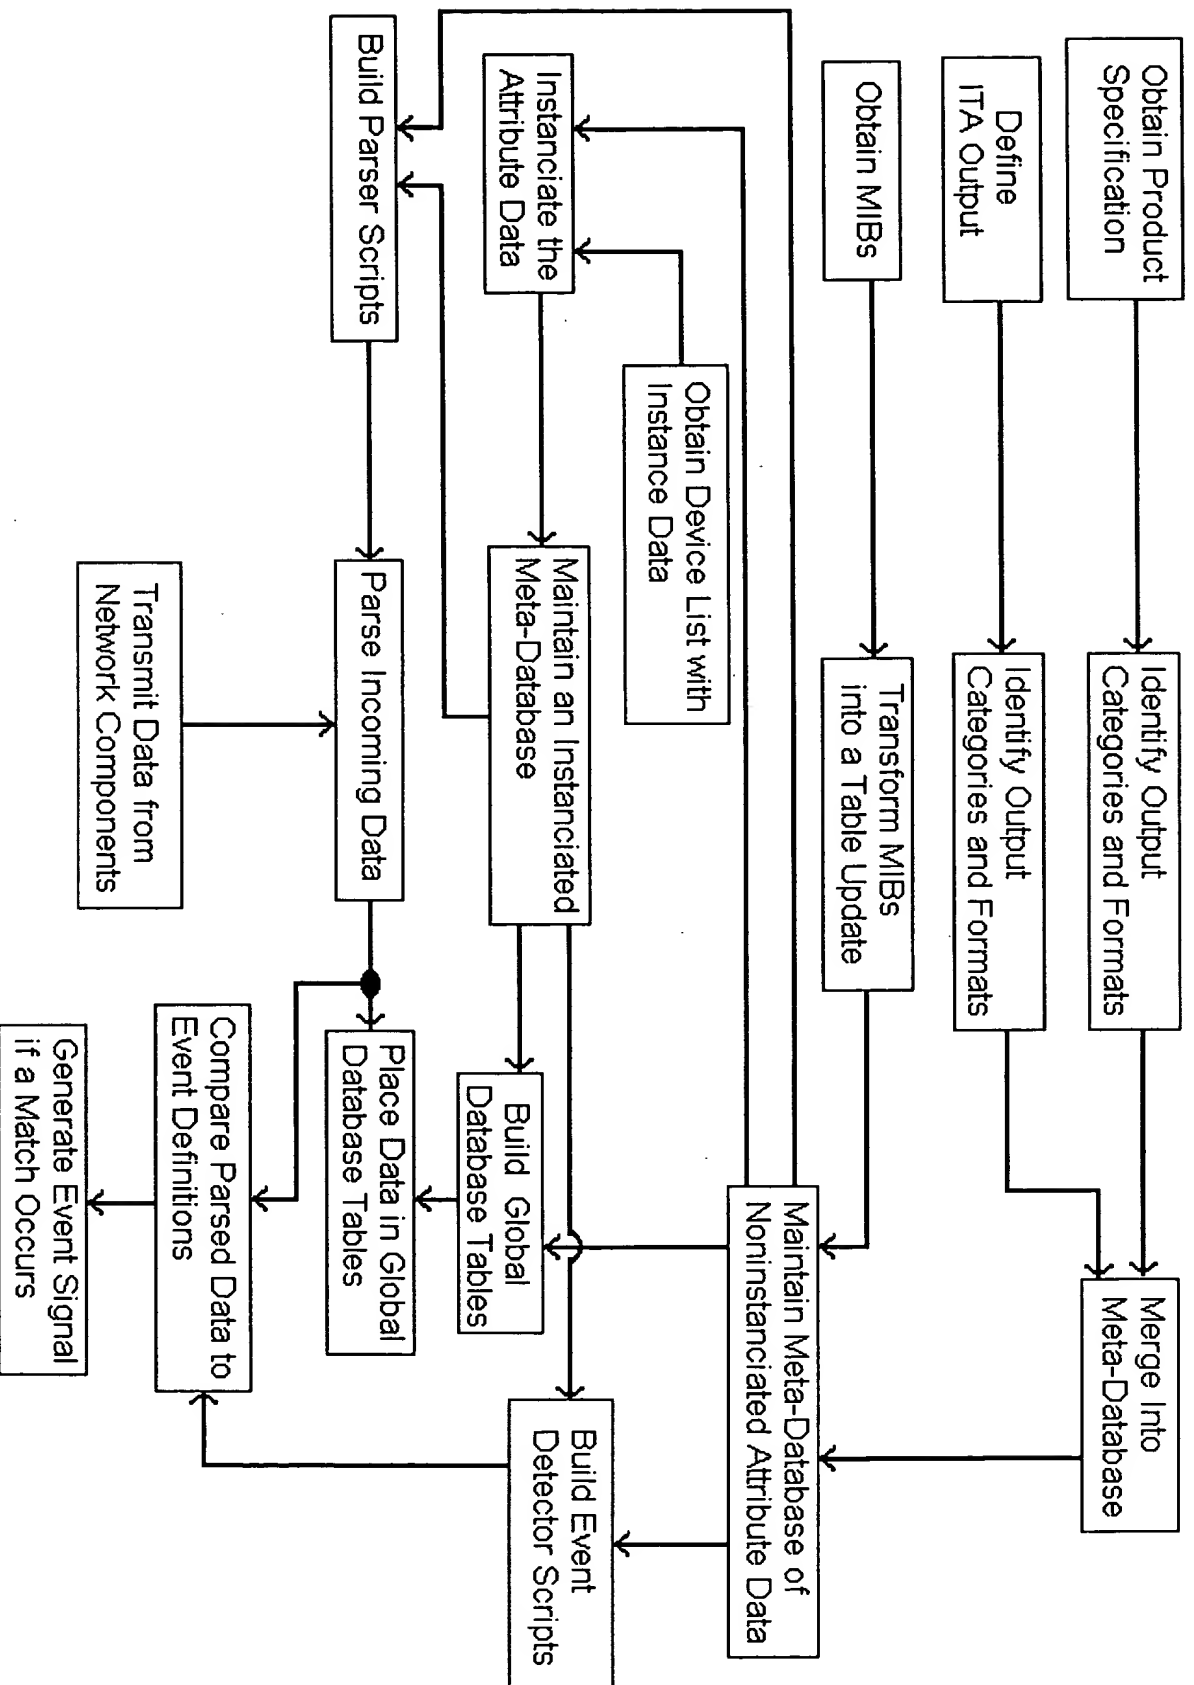 Obtain Product
Specification
Identify Output
Categories and Formats
Merge Into
Meta-Database
Define
ITA Output
Identify Output
Categories and Formats
Obtain MIBs
Transform MIBs
into a Table Update
Maintain Meta-Database of
Noninstanciated Attribute Data
Obtain Device List with
Instance Data
Instanciate the
Attribute Data
Maintain an Instanciated
Meta-Database
Build Global
Database Tables
Build Event
Detector Scripts
Build Parser Scripts
Parse Incoming Data
Place Data in Global
Database Tables
Transmit Data from
Network Components
Compare Parsed Data to
Event Definitions
Generate Event Signal
if a Match Occurs